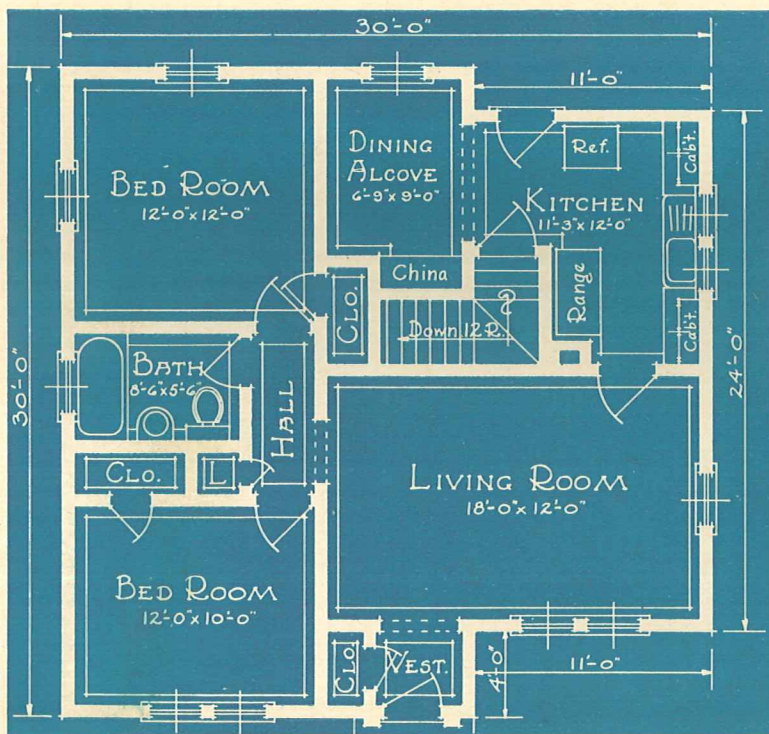 30'-0"
11'-0"
DINING
ALCOVE
6'-9" x 9'-0"
Ref.
Cab't.
BED ROOM
12'-0" x 12'-0"
KITCHEN
11'-3" x 12'-0"
China
CLO.
Range
Down 12 R.
Cab't.
BATH
8'-6" x 5'-6"
HALL
30'-0"
24'-0"
CLO.
L
LIVING ROOM
18'-0" x 12'-0"
BED ROOM
12'-0" x 10'-0"
CLO.
VEST.
4'-0"
11'-0"